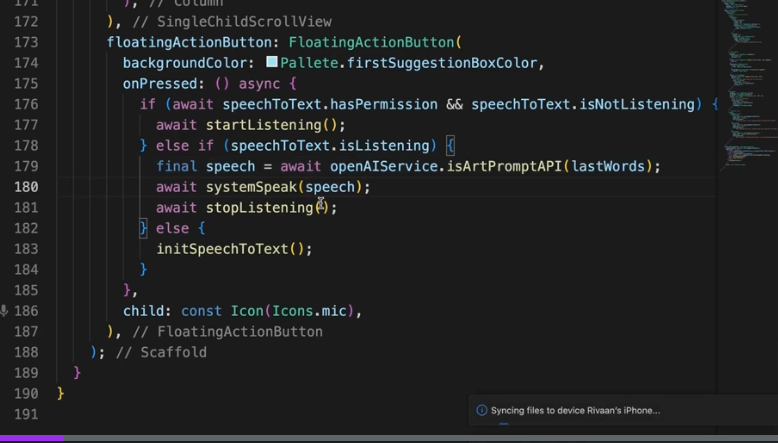 171 ), // Column
172 ), // SingleChildScrollView
173 floatingActionButton: FloatingActionButton(
174 backgroundColor: Pallete.firstSuggestionBoxColor,
175 onPressed: () async {
176 if (await speechToText.hasPermission && speechToText.isNotListening) {
177 await startListening();
178 } else if (speechToText.isListening) {
179 final speech = await openAIService.isArtPromptAPI(lastWords);
180 await systemSpeak(speech);
181 await stopListening();
182 } else {
183 initSpeechToText();
184 }
185 },
186 child: const Icon(Icons.mic),
187 ), // FloatingActionButton
188 ); // Scaffold
189 }
190 }
191
Syncing files to device Rivaan's iPhone...